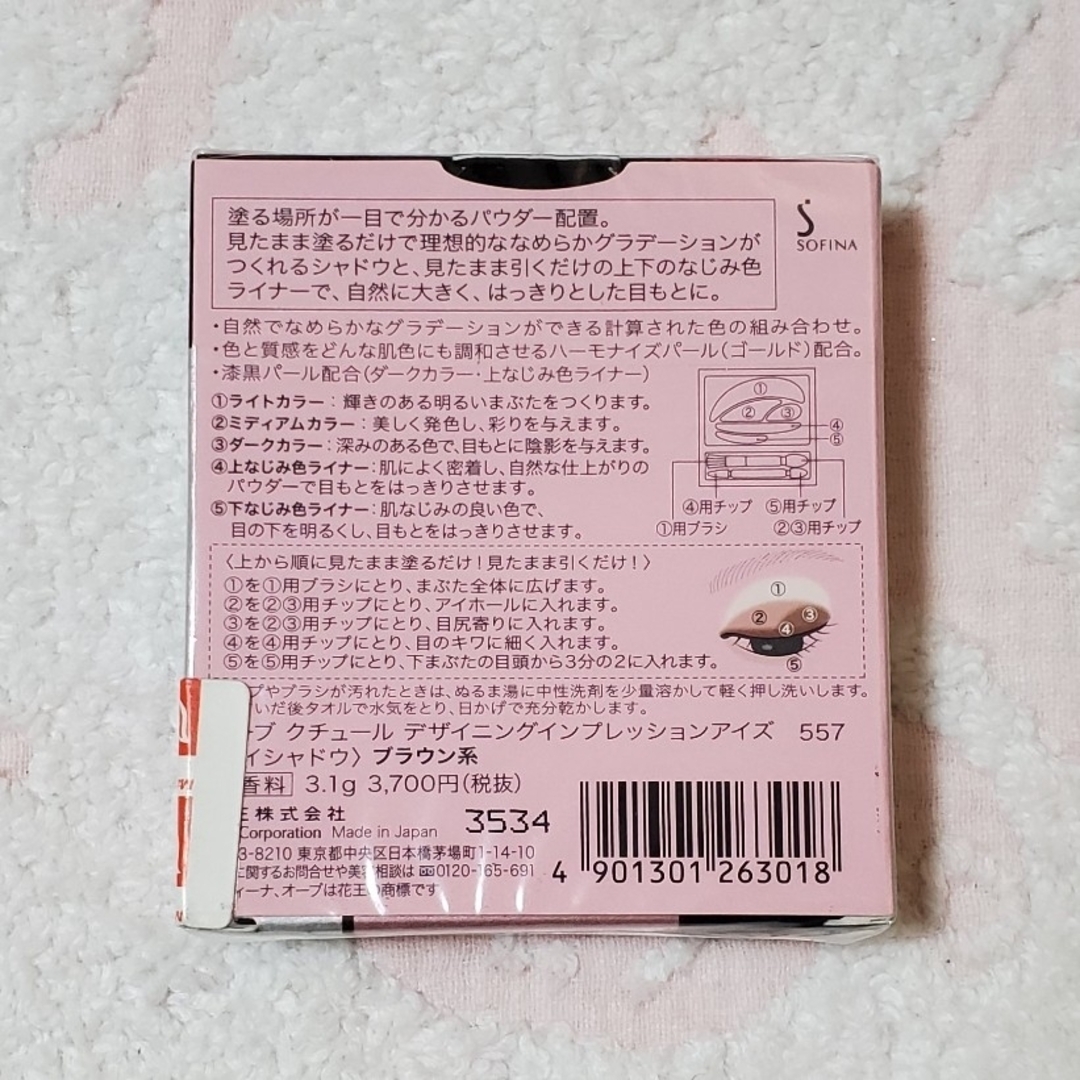 塗る場所が一目で分かるパウダー配置。
見たまま塗るだけで理想的ななめらかグラデーションが
つくれるシャドウと、見たまま引くだけの上下のなじみ色
ライナーで、自然に大きく、はっきりとした目もとに。
SOFINA
・自然でなめらかなグラデーションができる計算された色の組み合わせ。
・色と質感をどんな肌色にも調和させるハーモナイズパール(ゴールド)配合。
・漆黒パール配合(ダークカラー・上なじみ色ライナー)
①ライトカラー：輝きのある明るいまぶたをつくります。
②ミディアムカラー：美しく発色し、彩りを与えます。
③ダークカラー：深みのある色で、目もとに陰影を与えます。
④上なじみ色ライナー：肌によく密着し、自然な仕上がりの
パウダーで目もとをはっきりさせます。
⑤下なじみ色ライナー：肌なじみの良い色で、
目の下を明るくし、目もとをはっきりさせます。
①
② ③
④
⑤
④用チップ ⑤用チップ
①用ブラシ ②③用チップ
〈上から順に見たまま塗るだけ！見たまま引くだけ！〉
①を①用ブラシにとり、まぶた全体に広げます。
②を②③用チップにとり、アイホールに入れます。
③を②③用チップにとり、目尻寄りに入れます。
④を④用チップにとり、目のキワに細く入れます。
⑤を⑤用チップにとり、下まぶたの目頭から3分の2に入れます。
①
② ③
④
⑤
プやブラシが汚れたときは、ぬるま湯に中性洗剤を少量溶かして軽く押し洗いします。
いだ後タオルで水気をとり、日かげで充分乾かします。
ブ クチュール デザイニングインプレッションアイズ 557
イシャドウ〉ブラウン系
香料 3.1g 3,700円(税抜)
株式会社
Corporation Made in Japan 3534
3-8210 東京都中央区日本橋茅場町1-14-10
に関するお問合せや美容相談は 0120-165-691
ィーナ、オーブは花王の商標です
4 901301 263018